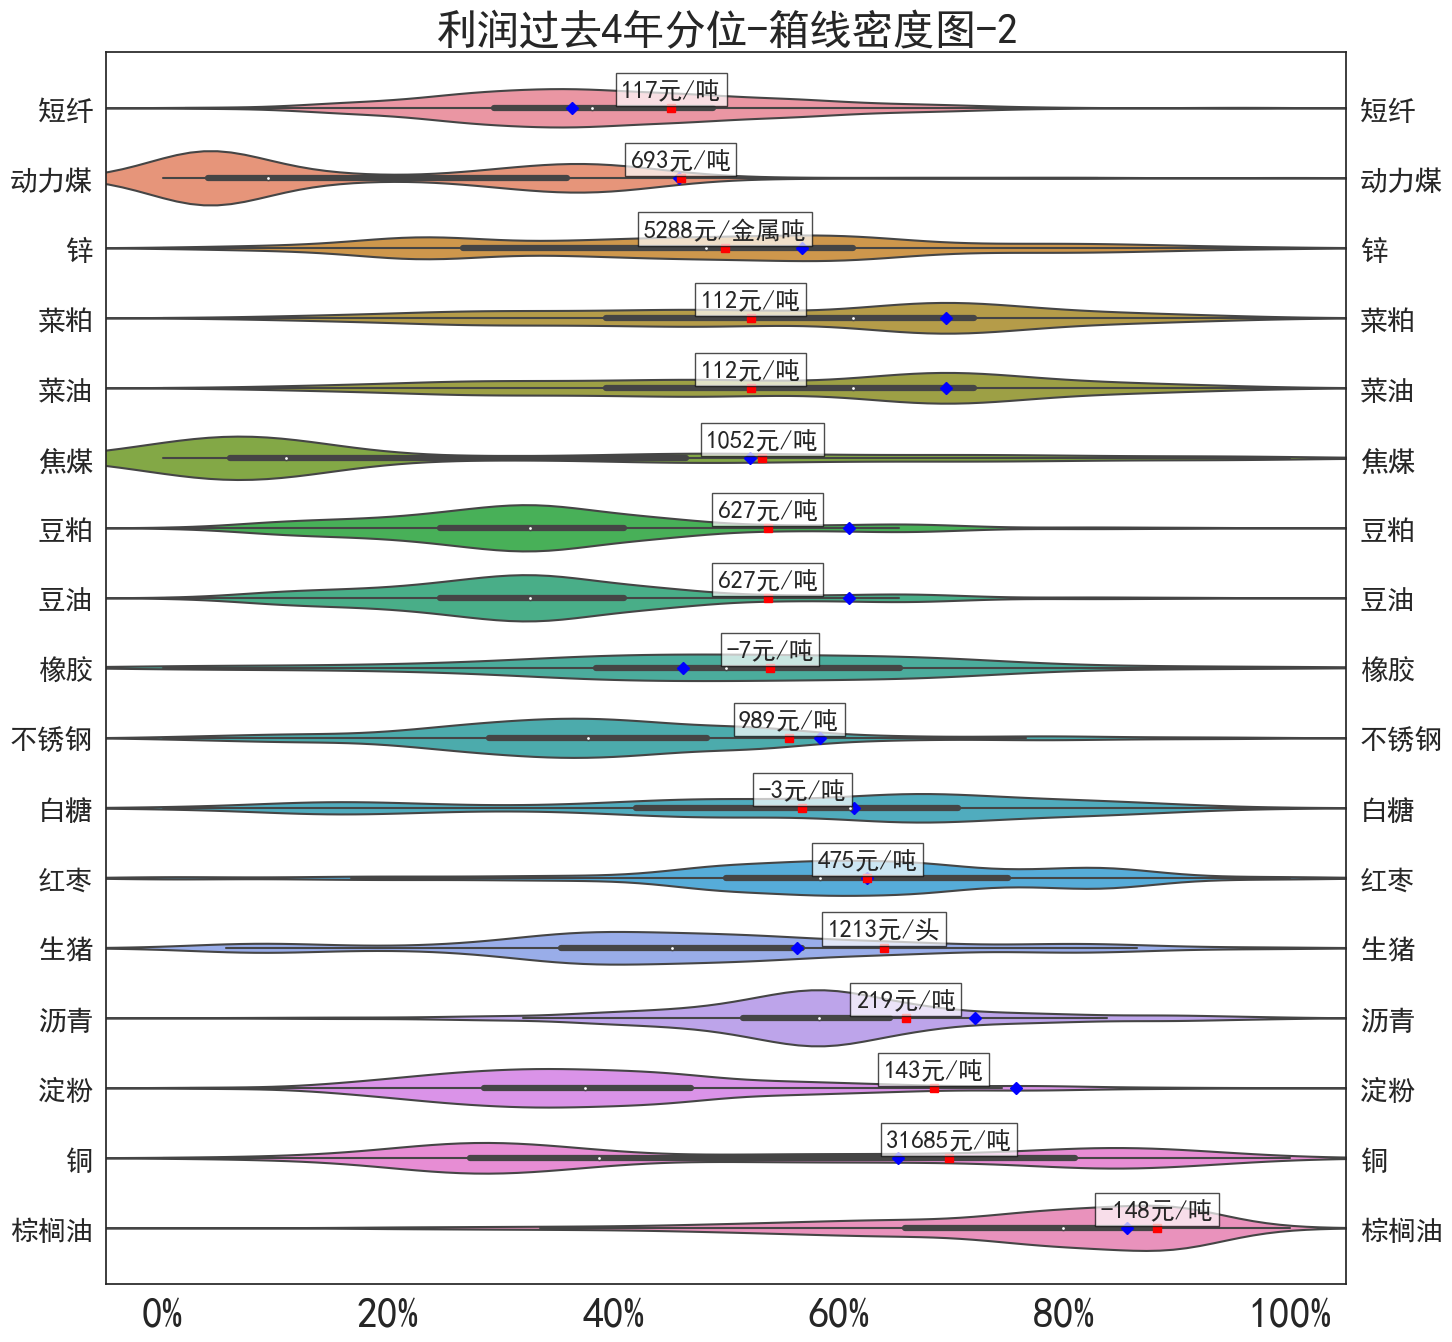 利润过去4年分位-箱线密度图-2
短纤 117元/吨 短纤
动力煤 693元/吨 动力煤
锌 5288元/金属吨 锌
菜粕 112元/吨 菜粕
菜油 112元/吨 菜油
焦煤 1052元/吨 焦煤
豆粕 627元/吨 豆粕
豆油 627元/吨 豆油
橡胶 -7元/吨 橡胶
不锈钢 989元/吨 不锈钢
白糖 -3元/吨 白糖
红枣 475元/吨 红枣
生猪 1213元/头 生猪
沥青 219元/吨 沥青
淀粉 143元/吨 淀粉
铜 31685元/吨 铜
棕榈油 -148元/吨 棕榈油
0% 20% 40% 60% 80% 100%